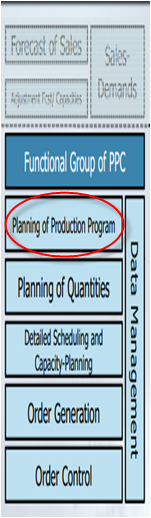 Forecast of Sales
Sales-
Demands
Adjustment Fcst/ Capacities
Functional Group of PPC
Planning of Production Program
Planning of Quantities
Detailed Scheduling and
Capacity-Planning
Order Generation
Order Control
Data Management